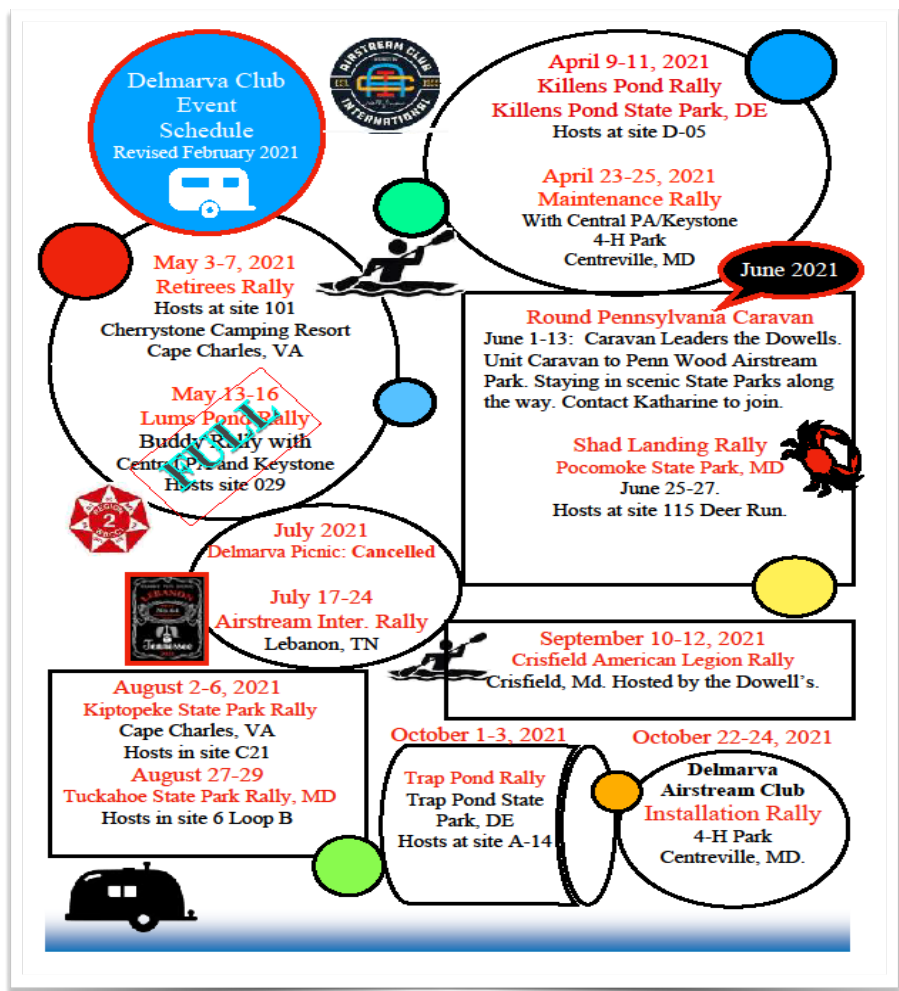 Delmarva Club
Event
Schedule
Revised February 2021
AIRSTREAM CLUB
INTERNATIONAL
April 9-11, 2021
Killens Pond Rally
Killens Pond State Park, DE
Hosts at site D-05
April 23-25, 2021
Maintenance Rally
With Central PA/Keystone
4-H Park
Centreville, MD
May 3-7, 2021
Retirees Rally
Hosts at site 101
Cherrystone Camping Resort
Cape Charles, VA
May 13-16
Lums Pond Rally
Buddy Rally with
Central PA and Keystone
Hosts site 029
FULL
June 2021
Round Pennsylvania Caravan
June 1-13:  Caravan Leaders the Dowells.
Unit Caravan to Penn Wood Airstream
Park. Staying in scenic State Parks along
the way. Contact Katharine to join.
Shad Landing Rally
Pocomoke State Park, MD
June 25-27.
Hosts at site 115 Deer Run.
REGION
2
WBCCI
July 2021
Delmarva Picnic: Cancelled
July 17-24
Airstream Inter. Rally
Lebanon, TN
LEBANON
Tennessee
September 10-12, 2021
Crisfield American Legion Rally
Crisfield, Md. Hosted by the Dowell’s.
August 2-6, 2021
Kiptopeke State Park Rally
Cape Charles, VA
Hosts in site C21
August 27-29
Tuckahoe State Park Rally, MD
Hosts in site 6 Loop B
October 1-3, 2021
Trap Pond Rally
Trap Pond State
Park, DE
Hosts at site A-14
October 22-24, 2021
Delmarva
Airstream Club
Installation Rally
4-H Park
Centreville, MD.